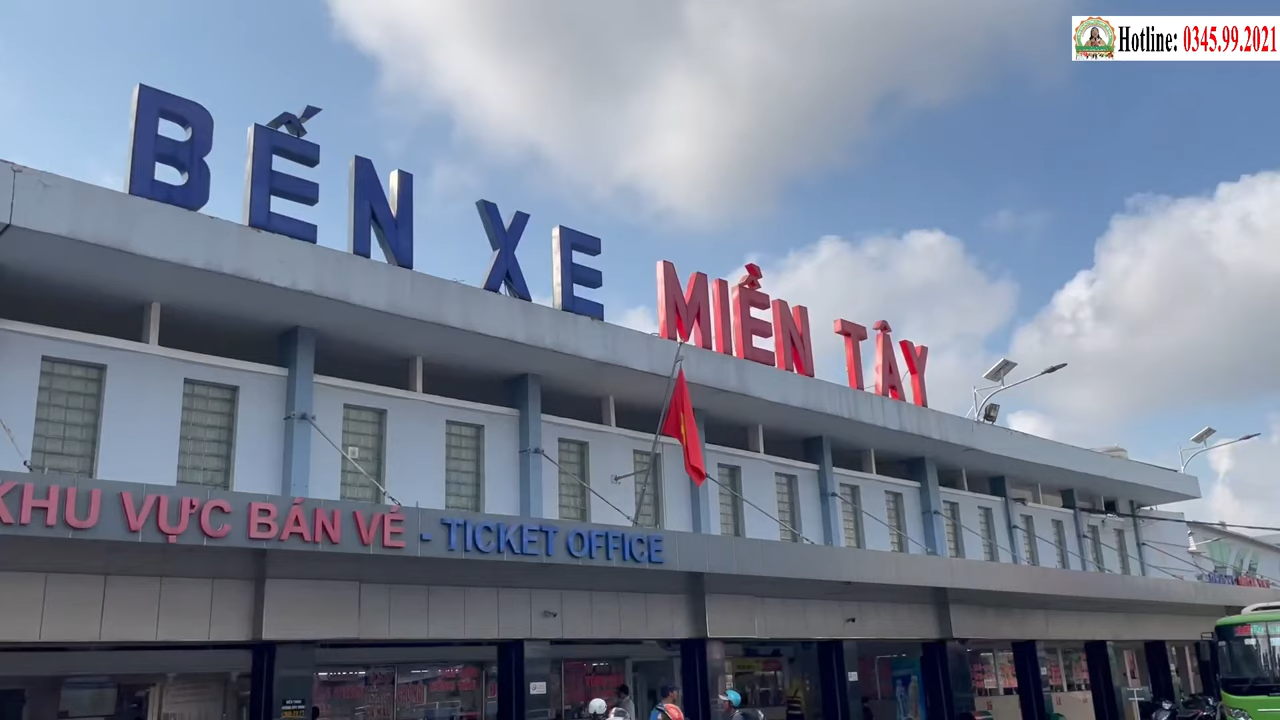 Hotline: 0345.99.2021
BẾN XE MIỀN TÂY
KHU VỰC BÁN VÉ - TICKET OFFICE